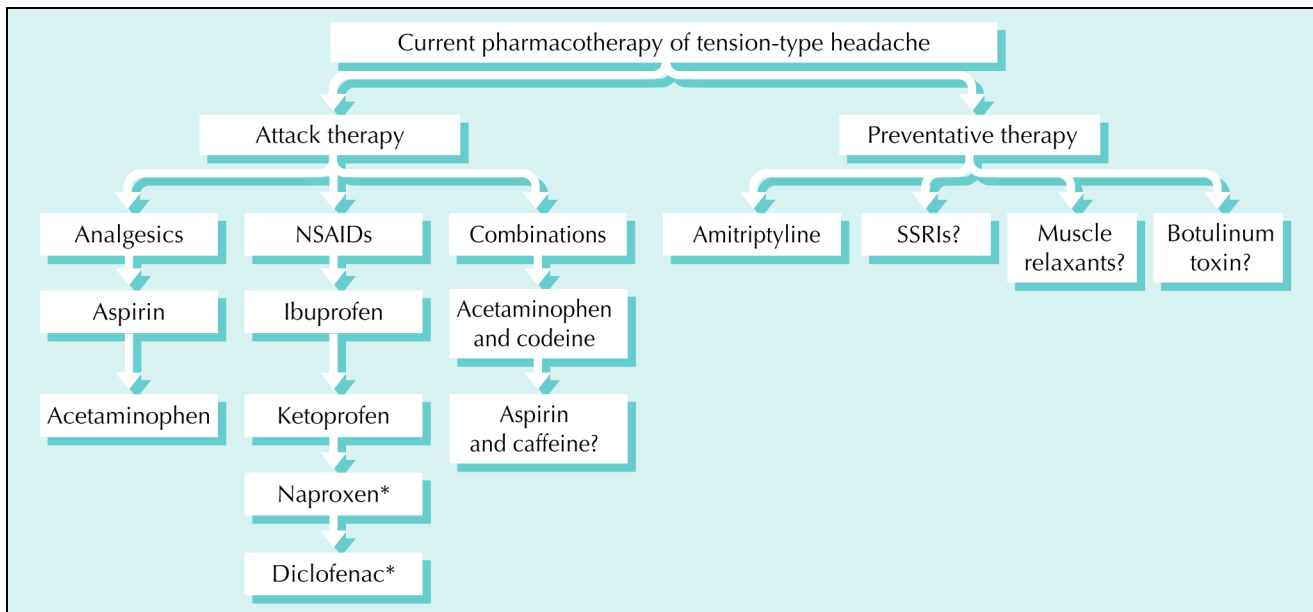 Current pharmacotherapy of tension-type headache
Attack therapy
Preventative therapy
Analgesics
NSAIDs
Combinations
Amitriptyline
SSRIs?
Muscle
relaxants?
Botulinum
toxin?
Aspirin
Ibuprofen
Acetaminophen
and codeine
Acetaminophen
Ketoprofen
Aspirin
and caffeine?
Naproxen*
Diclofenac*